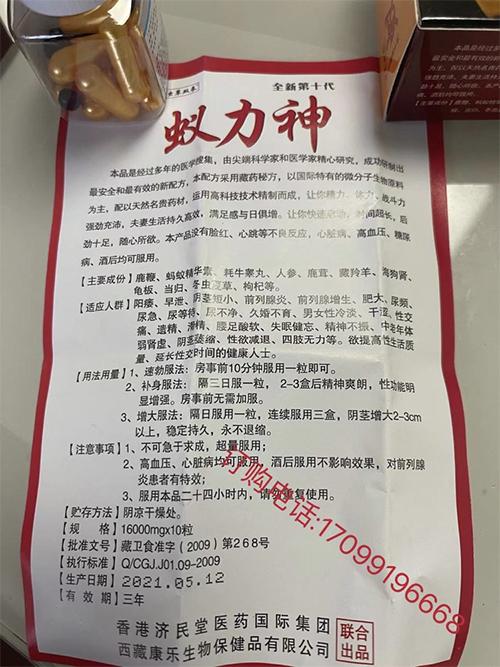 全新第十代
蚁力神
本品是经过多年的医学搜集，由尖端科学家和医学家精心研究，成功研制出
最安全和最有效的新配方，本配方采用藏药秘方，以国际特有的微分子生物原料
为主，配以天然名贵药材，运用高科技技术精制而成，让你精力、体力、战斗力
强劲充沛，夫妻生活持久高效，满足感与日俱增。让你快速启动，时间超长，后
劲十足，随心所欲。本产品没有脸红、心跳等不良反应，心脏病、高血压、糖尿
病、酒后均可服用。
【主要成份】鹿鞭、蚂蚁精华素、牦牛睾丸、人参、鹿茸、藏羚羊、海狗肾、
龟板、当归、冬虫夏草、枸杞等。
【适应人群】阳痿、早泄、阴茎短小、前列腺炎、前列腺增生、肥大、尿频、
尿急、尿等待、尿不净、久婚不育、男女性冷淡、干涩、性交
痛、遗精、滑精、腰足酸软、失眠健忘、精神不振、中老年体
弱肾虚、阴茎萎缩、性欲减退、四肢无力等。欲提高性生活质
量、延长性交时间的健康人士。
【用法用量】1、速勃服法：房事前10分钟服用一粒即可。
2、补身服法：隔三日服一粒，2-3盒后精神爽朗，性功能明
显增强。房事前无需加服。
3、增大服法：隔日服用一粒，连续服用三盒，阴茎增大2-3cm
以上，稳定持久，永不退缩。
【注意事项】1、不可急于求成，超量服用；
2、高血压、心脏病均可服用，酒后服用不影响效果，对前列腺
炎患者有特效；
3、服用本品二十四小时内，请勿重复使用。
【贮存方法】阴凉干燥处。
【规 格】16000mg×10粒
【批准文号】藏卫食准字（2009）第268号
【执行标准】Q/CGJ.J01.09-2009
【生产日期】2021.05.12
【有 效 期】三年
香港济民堂医药国际集团
西藏康乐生物保健品有限公司
联合
出品
订购电话:17099196668